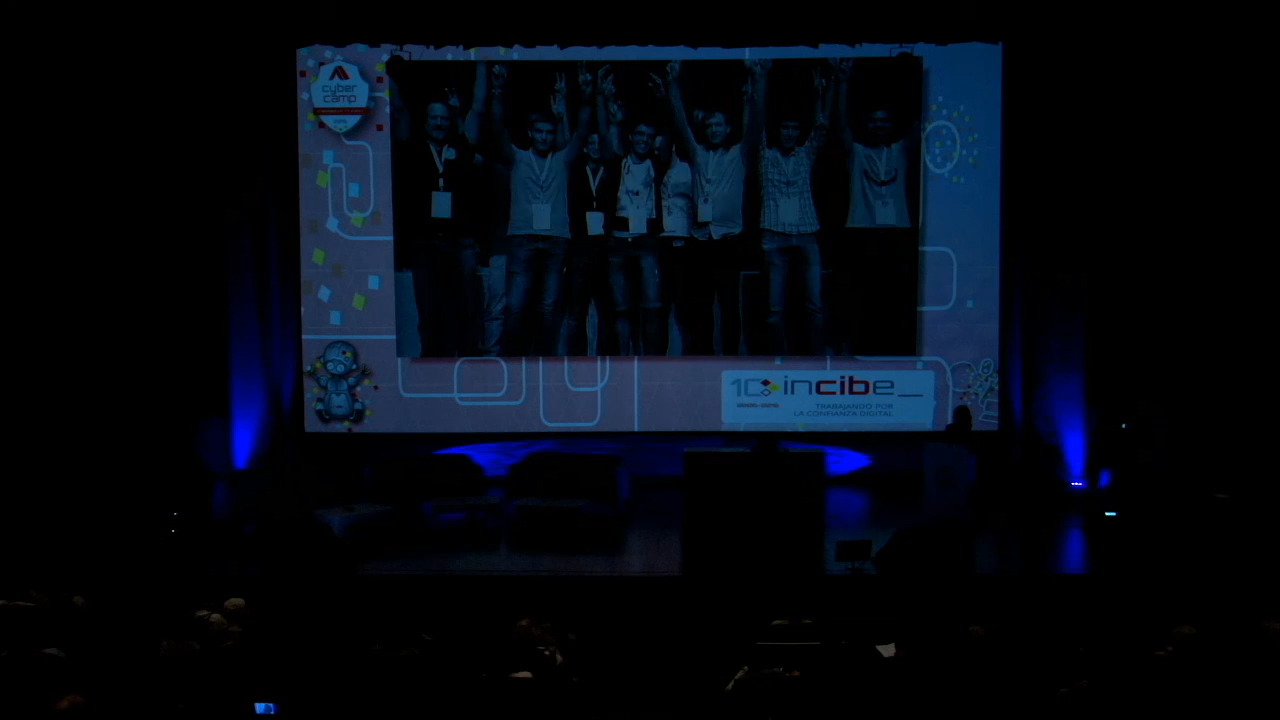 cyber
camp
10 incibe_
TRABAJANDO POR
LA CONFIANZA DIGITAL